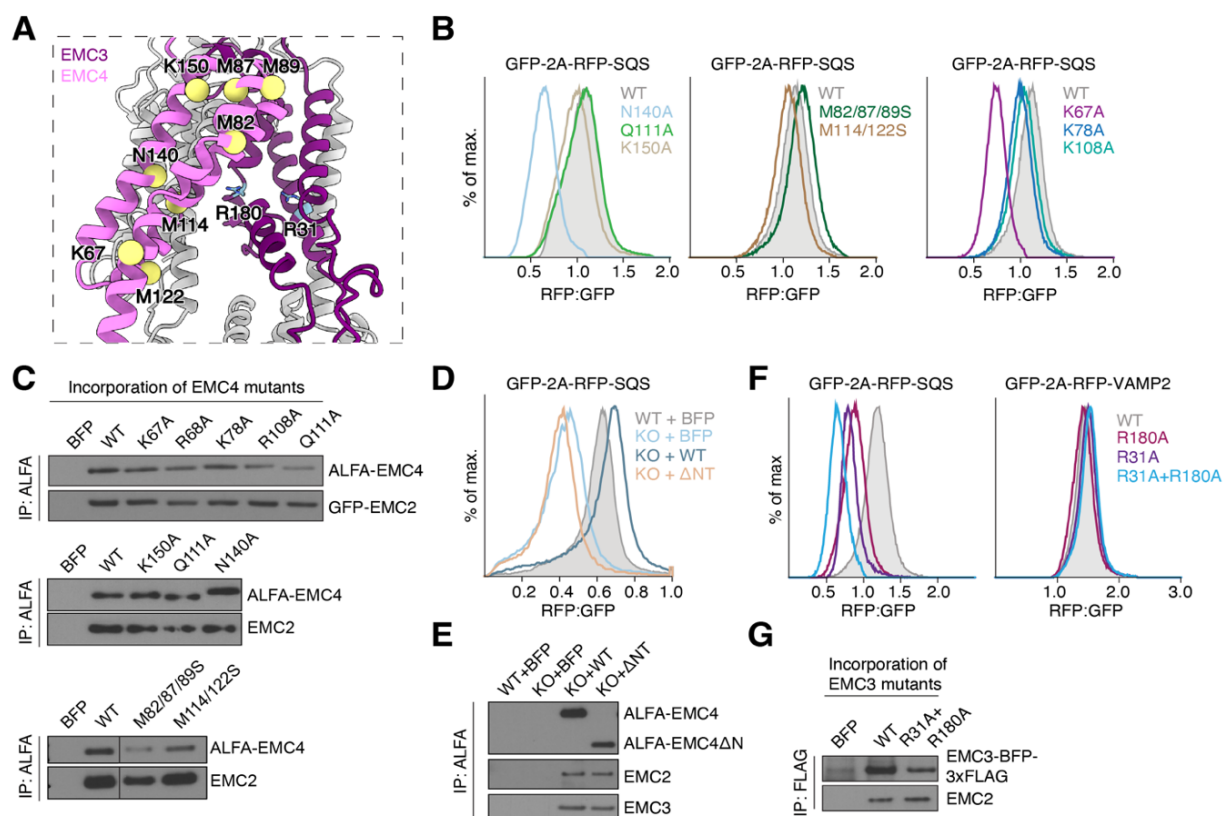 A
EMC3
EMC4
K150 M87 M89
M82
N140
R180
R31
M114
K67
M122
B
GFP-2A-RFP-SQS
WT
N140A
Q111A
K150A
% of max.
0.5 1.0 1.5 2.0
RFP:GFP
GFP-2A-RFP-SQS
WT
M82/87/89S
M114/122S
% of max.
0.5 1.0 1.5 2.0
RFP:GFP
GFP-2A-RFP-SQS
WT
K67A
K78A
K108A
% of max.
0.5 1.0 1.5 2.0
RFP:GFP
C
Incorporation of EMC4 mutants
BFP WT K67A R68A K78A R108A Q111A
IP: ALFA
ALFA-EMC4
GFP-EMC2
BFP WT K150A Q111A N140A
IP: ALFA
ALFA-EMC4
EMC2
BFP WT M82/87/89S M114/122S
IP: ALFA
ALFA-EMC4
EMC2
D
GFP-2A-RFP-SQS
WT + BFP
KO + BFP
KO + WT
KO + ΔNT
% of max.
0.2 0.4 0.6 0.8 1.0
RFP:GFP
E
WT+BFP KO+BFP KO+WT KO+ΔNT
IP: ALFA
ALFA-EMC4
ALFA-EMC4ΔN
EMC2
EMC3
F
GFP-2A-RFP-SQS
% of max.
0.5 1.0 2.0
RFP:GFP
GFP-2A-RFP-VAMP2
WT
R180A
R31A
R31A+R180A
% of max.
1.0 2.0 3.0
RFP:GFP
G
Incorporation of
EMC3 mutants
BFP WT R31A+
R180A
IP: FLAG
EMC3-BFP-
3xFLAG
EMC2